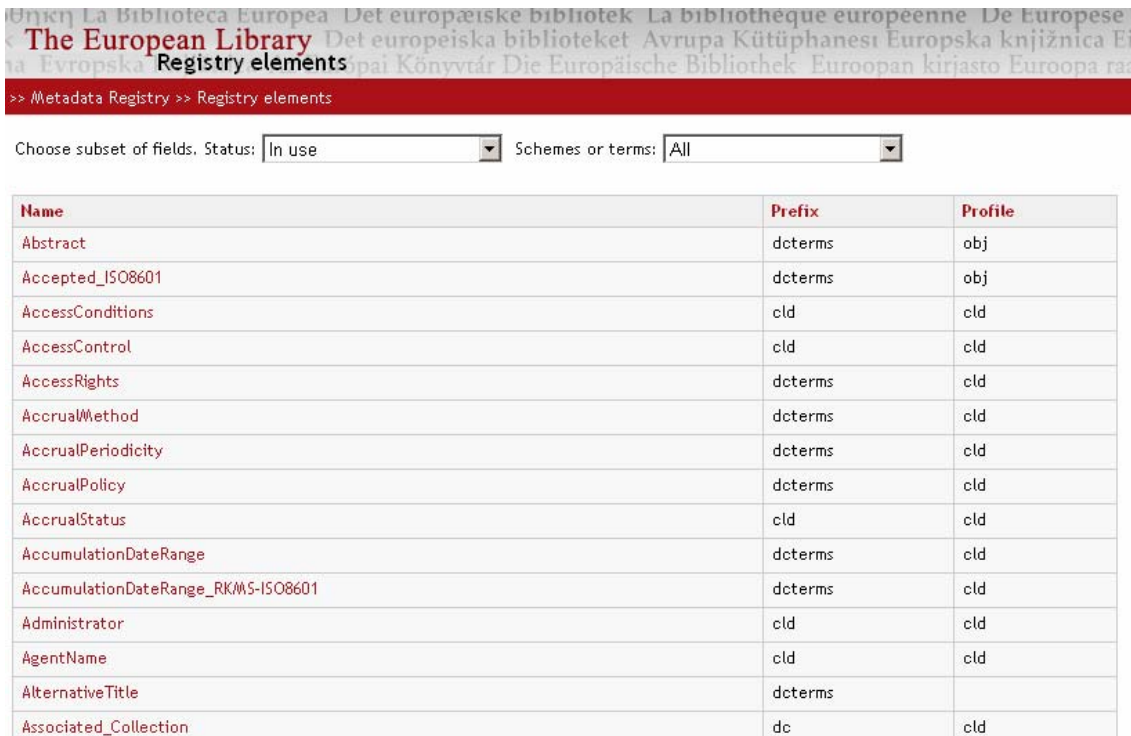 La Biblioteca Europea Det europæiske bibliotek La bibliothèque européenne De Europese
The European Library Det europeiska biblioteket Avrupa Kütüphanesi Europska knjižnica
Evropska Könyvtár Die Europäische Bibliothek Euroopan kirjasto Euroopa
Registry elements
>> Metadata Registry >> Registry elements
Choose subset of fields. Status: In use Schemes or terms: All
Name Prefix Profile
Abstract dcterms obj
Accepted_ISO8601 dcterms obj
AccessConditions cld cld
AccessControl cld cld
AccessRights dcterms cld
AccrualMethod dcterms cld
AccrualPeriodicity dcterms cld
AccrualPolicy dcterms cld
AccrualStatus cld cld
AccumulationDateRange dcterms cld
AccumulationDateRange_RKMS-ISO8601 dcterms cld
Administrator cld cld
AgentName cld cld
AlternativeTitle dcterms
Associated_Collection dc cld